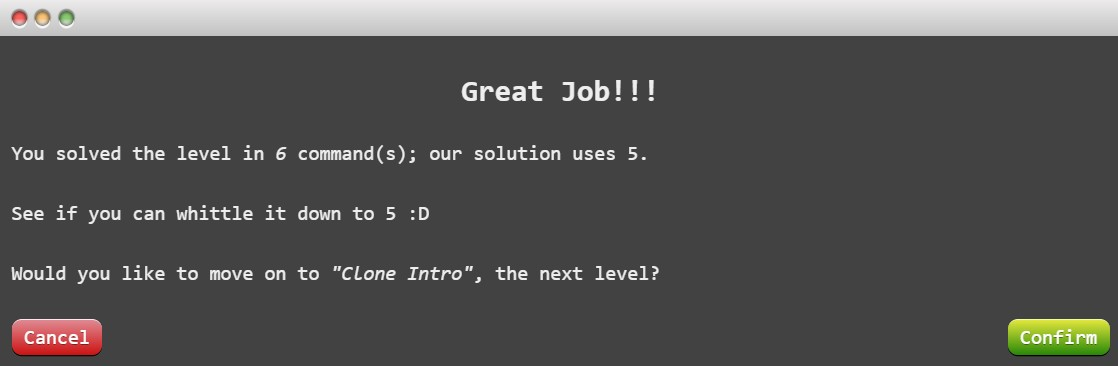 Great Job!!!
You solved the level in 6 command(s); our solution uses 5.
See if you can whittle it down to 5 :D
Would you like to move on to "Clone Intro", the next level?
Cancel
Confirm